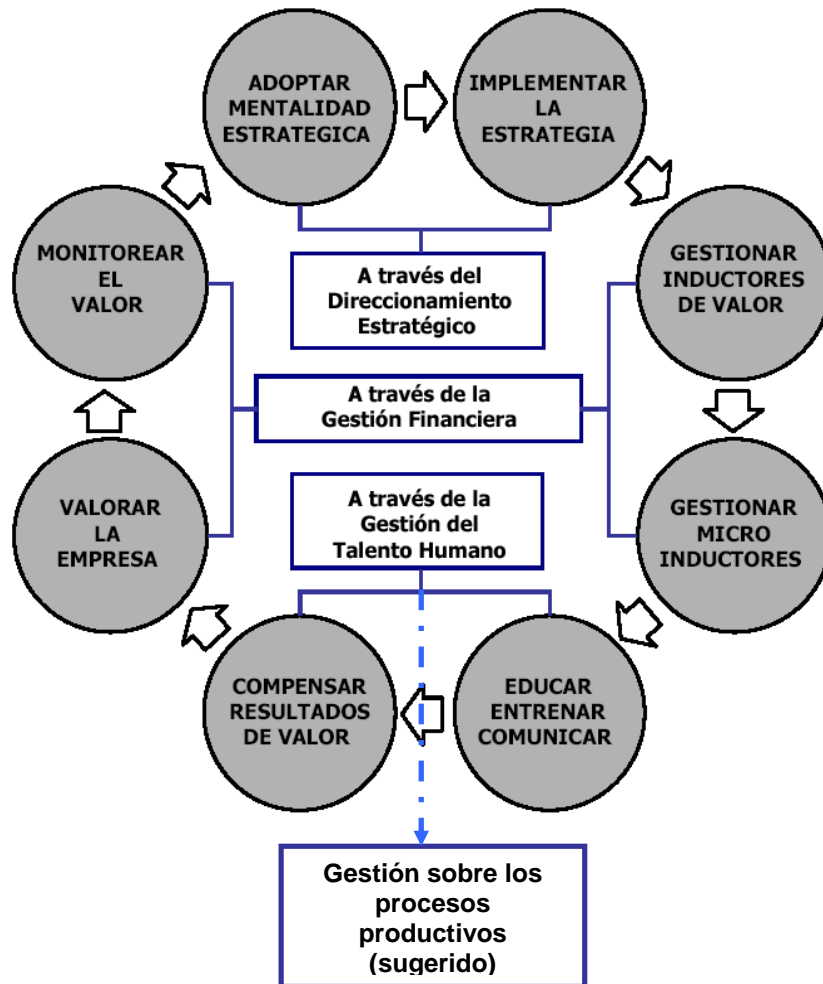 ADOPTAR
MENTALIDAD
ESTRATEGICA
IMPLEMENTAR
LA
ESTRATEGIA
MONITOREAR
EL
VALOR
A través del
Direccionamiento
Estratégico
GESTIONAR
INDUCTORES
DE VALOR
A través de la
Gestión Financiera
VALORAR
LA
EMPRESA
A través de la
Gestión del
Talento Humano
GESTIONAR
MICRO
INDUCTORES
COMPENSAR
RESULTADOS
DE VALOR
EDUCAR
ENTRENAR
COMUNICAR
Gestión sobre los
procesos
productivos
(sugerido)